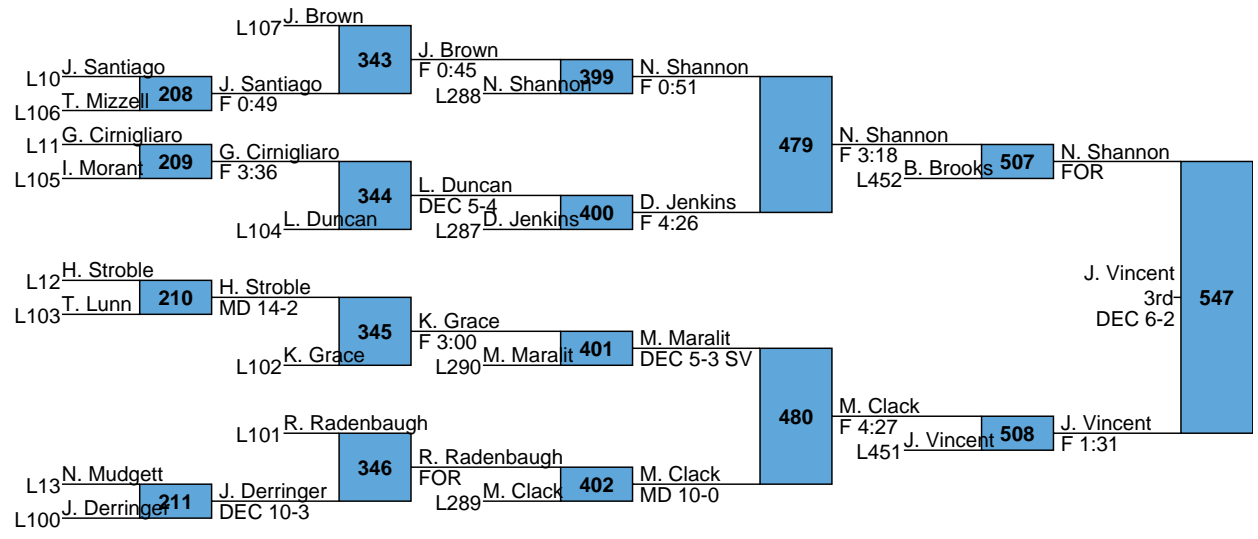 J. Brown
L107
343
J. Brown
F 0:45
J. Santiago
L10
208
J. Santiago
F 0:49
T. Mizzell
L106
399
N. Shannon
L288
N. Shannon
F 0:51
G. Cirnigliaro
L11
209
G. Cirnigliaro
F 3:36
I. Morant
L105
479
N. Shannon
F 3:18
507
B. Brooks
L452
N. Shannon
FOR
344
L. Duncan
DEC 5-4
L. Duncan
L104
400
D. Jenkins
L287
D. Jenkins
F 4:26
H. Stroble
L12
210
H. Stroble
MD 14-2
T. Lunn
L103
J. Vincent
3rd
DEC 6-2
547
345
K. Grace
F 3:00
K. Grace
L102
401
M. Maralit
L290
M. Maralit
DEC 5-3 SV
480
M. Clack
F 4:27
508
J. Vincent
L451
J. Vincent
F 1:31
R. Radenbaugh
L101
346
R. Radenbaugh
FOR
N. Mudgett
L13
211
J. Derringer
DEC 10-3
J. Derringer
L100
402
M. Clack
L289
M. Clack
MD 10-0